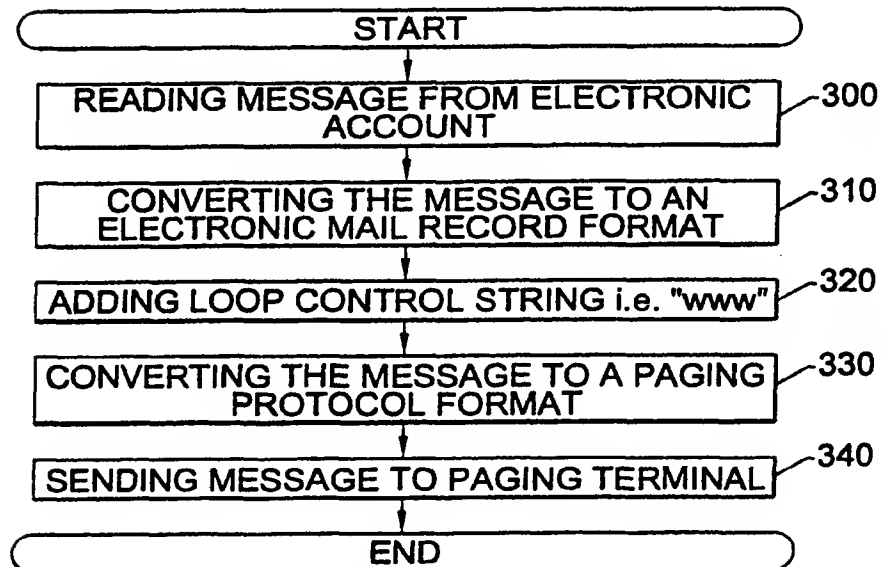 START
READING MESSAGE FROM ELECTRONIC
ACCOUNT
300
CONVERTING THE MESSAGE TO AN
ELECTRONIC MAIL RECORD FORMAT
310
ADDING LOOP CONTROL STRING i.e. "www"
320
CONVERTING THE MESSAGE TO A PAGING
PROTOCOL FORMAT
330
SENDING MESSAGE TO PAGING TERMINAL
340
END